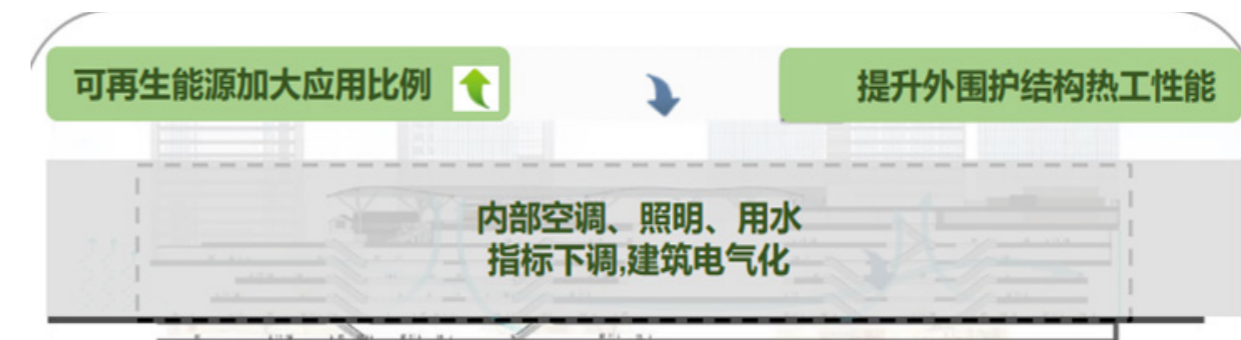 可再生能源加大应用比例
提升外围护结构热工性能
内部空调、照明、用水
指标下调,建筑电气化